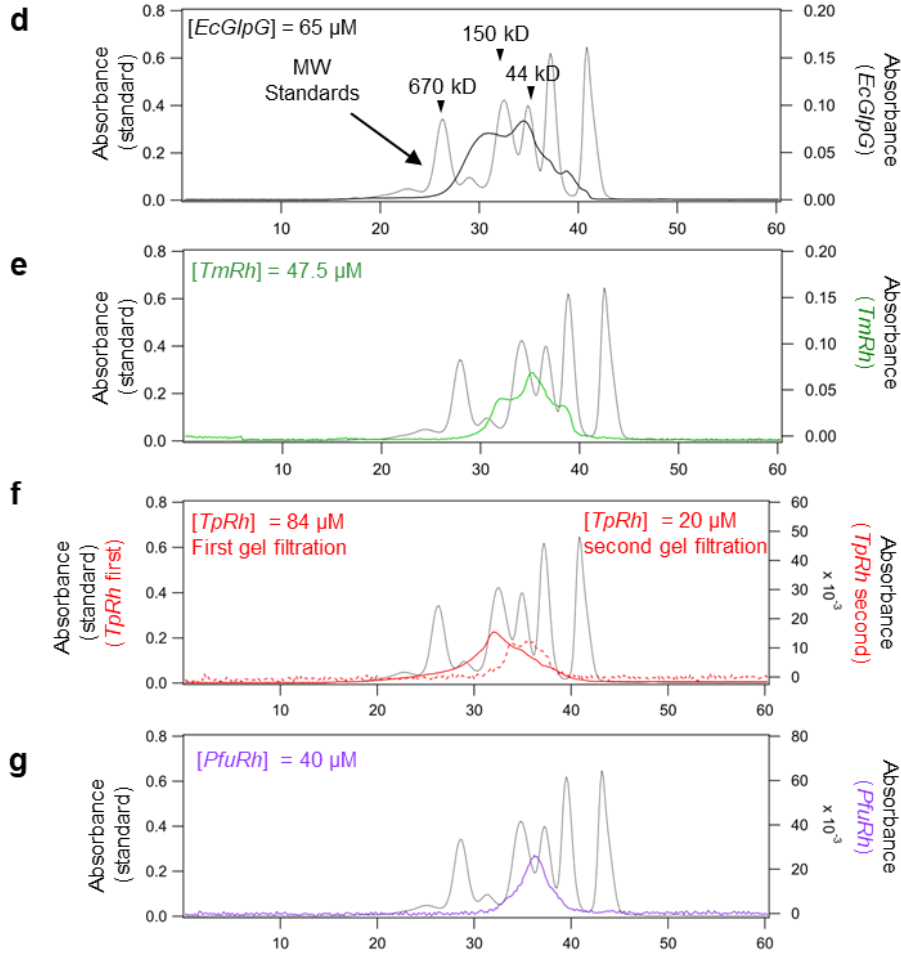 d
[EcGlpG] = 65 µM
MW
Standards
670 kD
150 kD
44 kD
Absorbance
(standard)
0.8
0.6
0.4
0.2
0.0
0.20
0.15
0.10
0.05
0.00
Absorbance
(EcGlpG)
10 20 30 40 50 60
e
[TmRh] = 47.5 µM
Absorbance
(standard)
0.8
0.6
0.4
0.2
0.0
0.20
0.15
0.10
0.05
0.00
Absorbance
(TmRh)
10 20 30 40 50 60
f
[TpRh] = 84 µM
First gel filtration
[TpRh] = 20 µM
second gel filtration
Absorbance
(standard)
(TpRh first)
0.8
0.6
0.4
0.2
0.0
60
50
40
30
20
10
0
x 10-3
Absorbance
(TpRh second)
10 20 30 40 50 60
g
[PfuRh] = 40 µM
Absorbance
(standard)
0.8
0.6
0.4
0.2
0.0
80
60
40
20
0
x 10-3
Absorbance
(PfuRh)
10 20 30 40 50 60